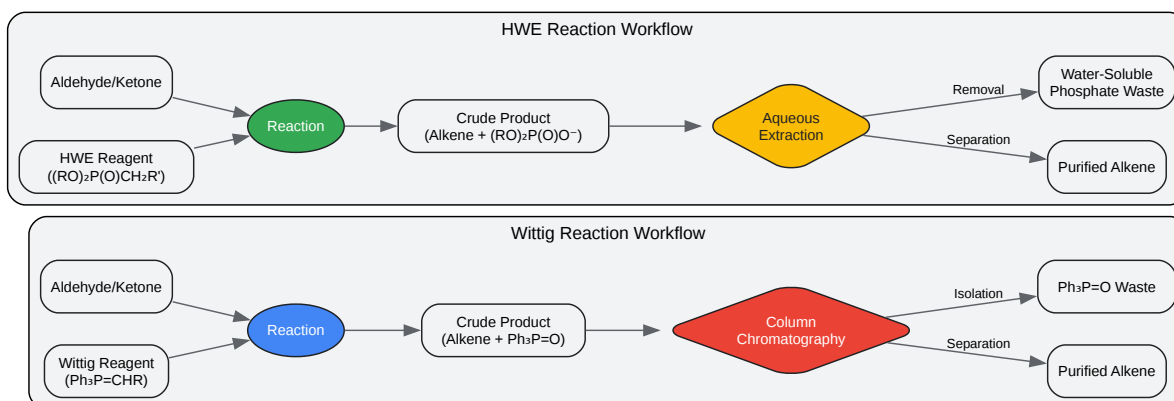 HWE Reaction Workflow
Aldehyde/Ketone
HWE Reagent
((RO)₂P(O)CH₂R')
Reaction
Crude Product
(Alkene + (RO)₂P(O)O⁻)
Aqueous
Extraction
Removal
Water-Soluble
Phosphate Waste
Separation
Purified Alkene
Wittig Reaction Workflow
Aldehyde/Ketone
Wittig Reagent
(Ph₃P=CHR)
Reaction
Crude Product
(Alkene + Ph₃P=O)
Column
Chromatography
Isolation
Ph₃P=O Waste
Separation
Purified Alkene